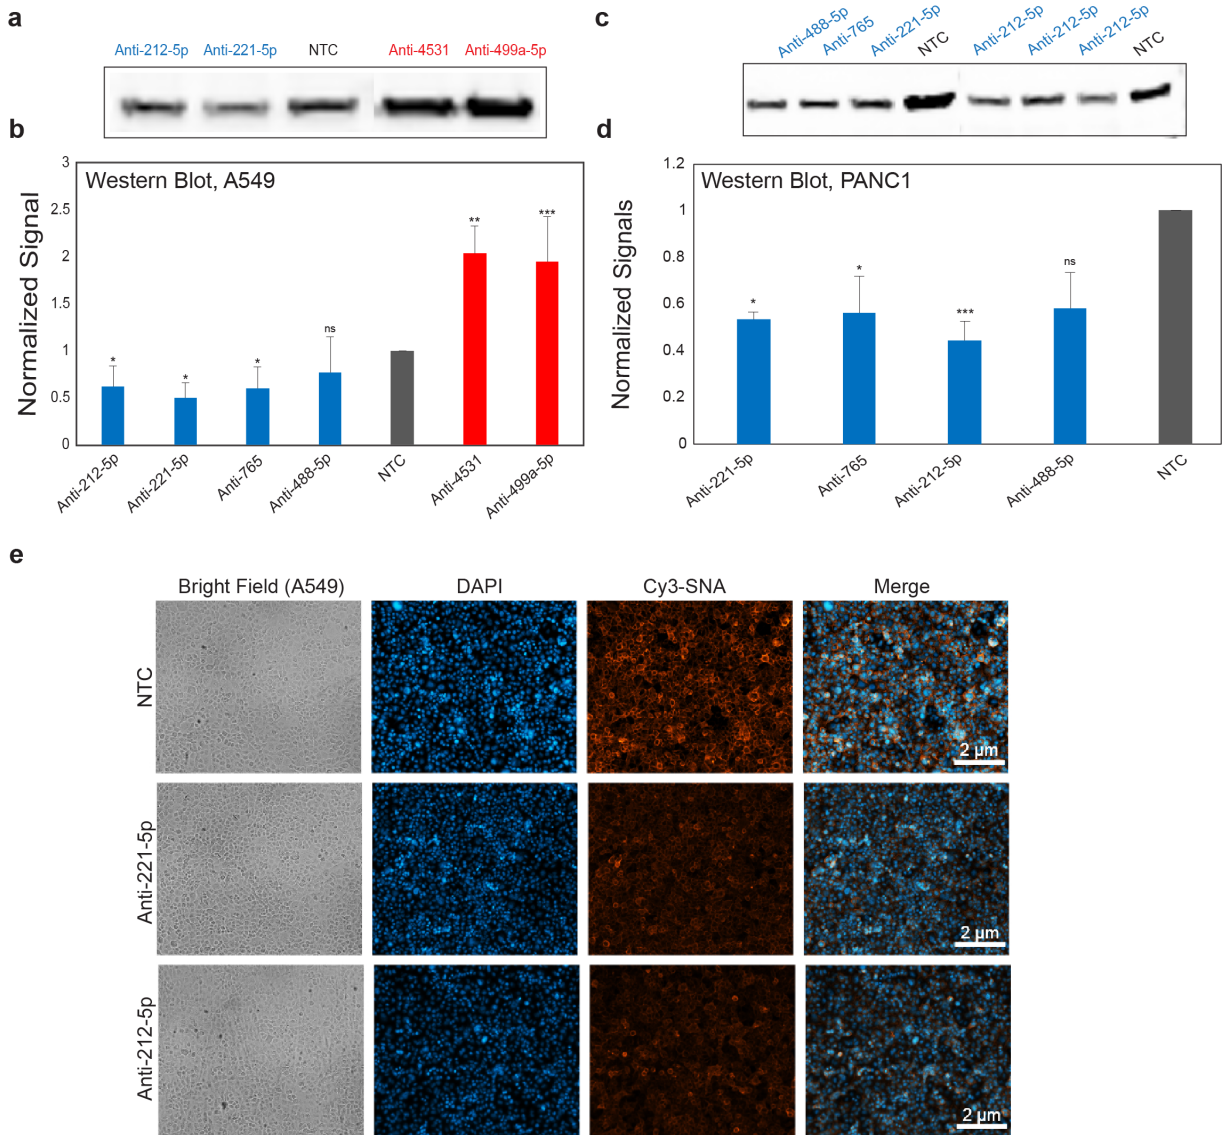 a
Anti-212-5p Anti-221-5p NTC Anti-4531 Anti-499a-5p
b
Western Blot, A549
Normalized Signal
3
2.5
2
1.5
1
0.5
0
* * * ns ** ***
Anti-212-5p Anti-221-5p Anti-765 Anti-488-5p NTC Anti-4531 Anti-499a-5p
c
Anti-488-5p Anti-765 Anti-221-5p NTC Anti-212-5p Anti-212-5p Anti-212-5p NTC
d
Western Blot, PANC1
Normalized Signals
1.2
1
0.8
0.6
0.4
0.2
0
* * *** ns
Anti-221-5p Anti-765 Anti-212-5p Anti-488-5p NTC
e
Bright Field (A549) DAPI Cy3-SNA Merge
NTC
2 µm
Anti-221-5p
2 µm
Anti-212-5p
2 µm